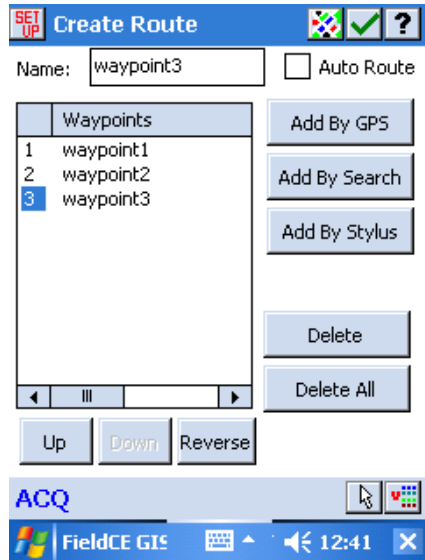 SET UP Create Route ?
Name: waypoint3 Auto Route
Waypoints
1 waypoint1
2 waypoint2
3 waypoint3
Add By GPS
Add By Search
Add By Stylus
Delete
Delete All
Up Down Reverse
ACQ V
FieldCE GIS 12:41